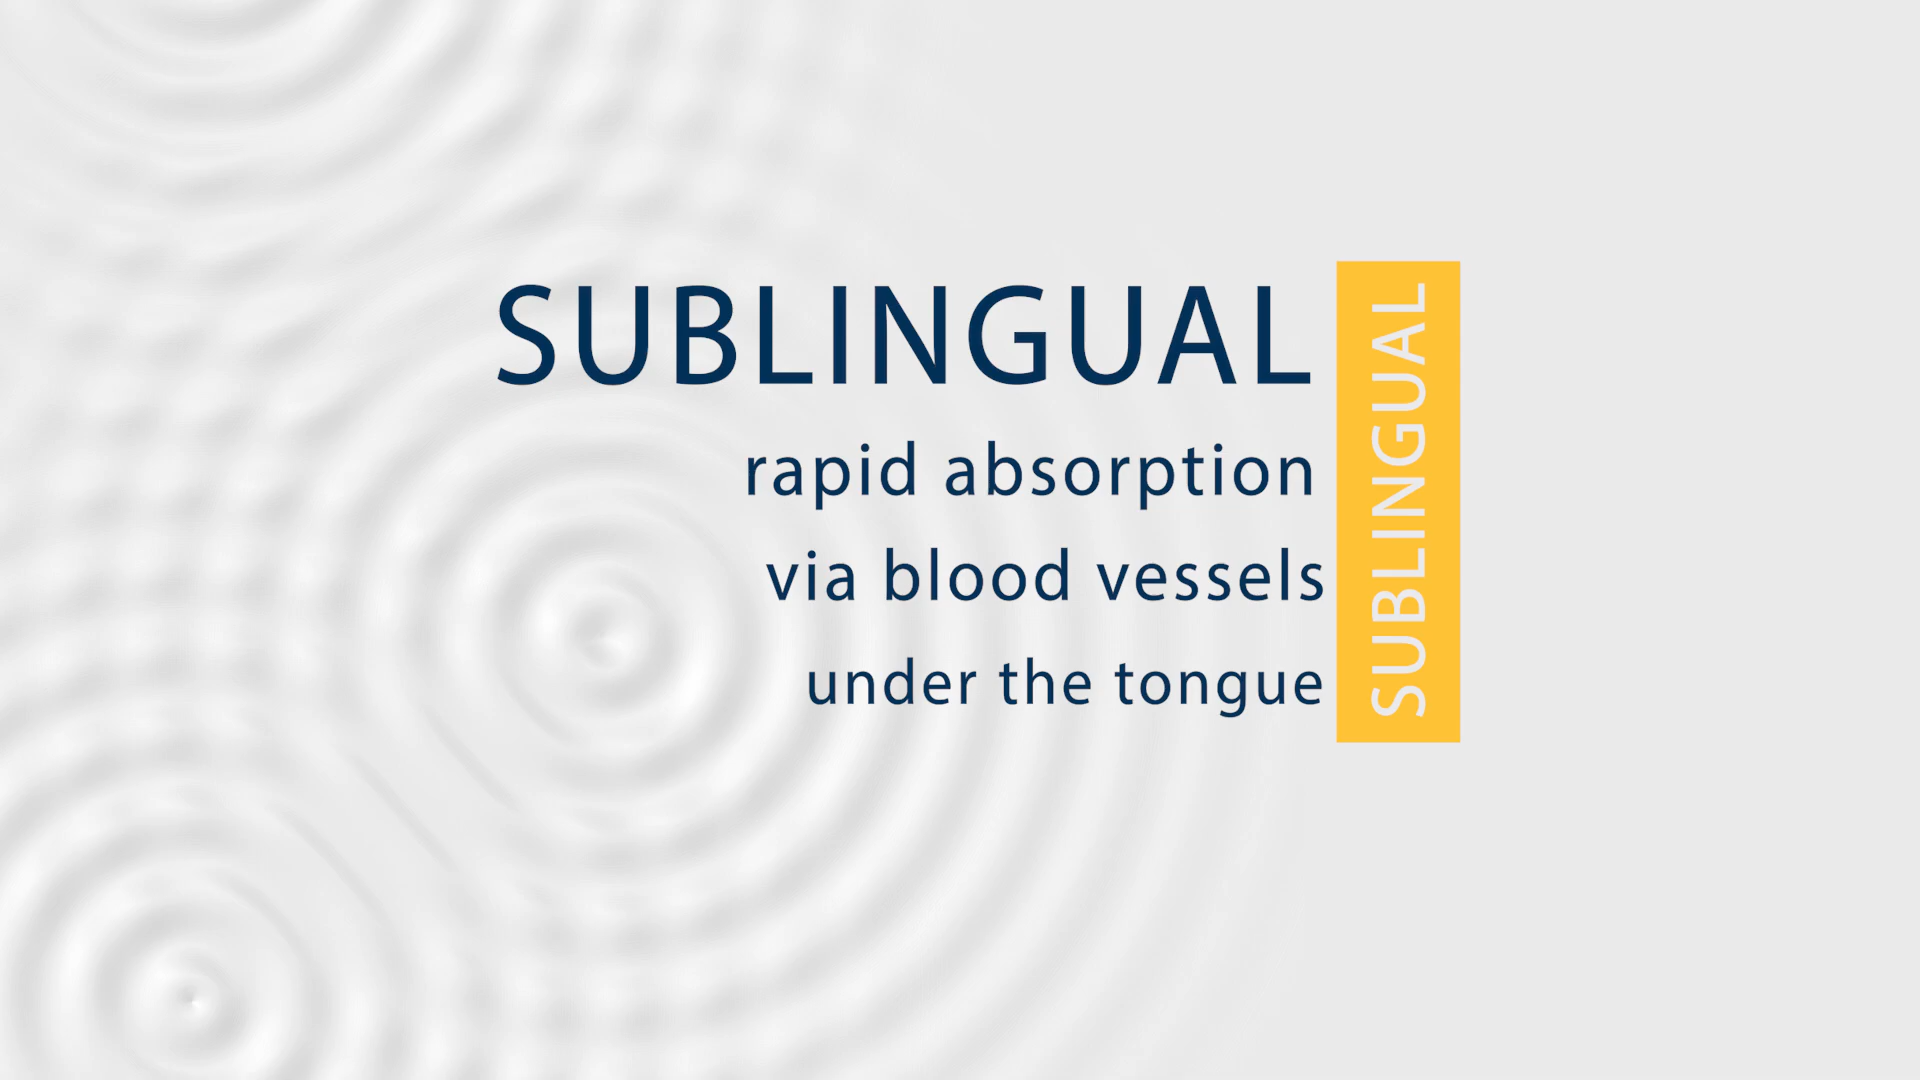 SUBLINGUAL
rapid absorption
via blood vessels
under the tongue
SUBLINGUAL